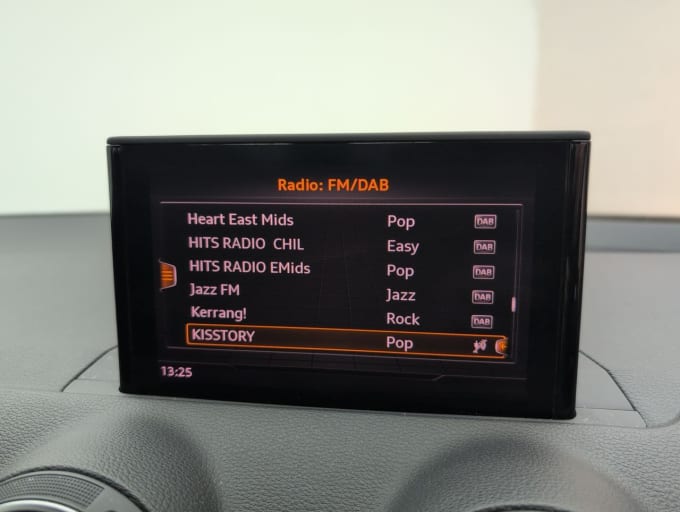 Radio: FM/DAB
Heart East Mids Pop DAB
HITS RADIO CHIL Easy DAB
HITS RADIO EMids Pop DAB
Jazz FM Jazz DAB
Kerrang! Rock DAB
KISSTORY Pop
13:25